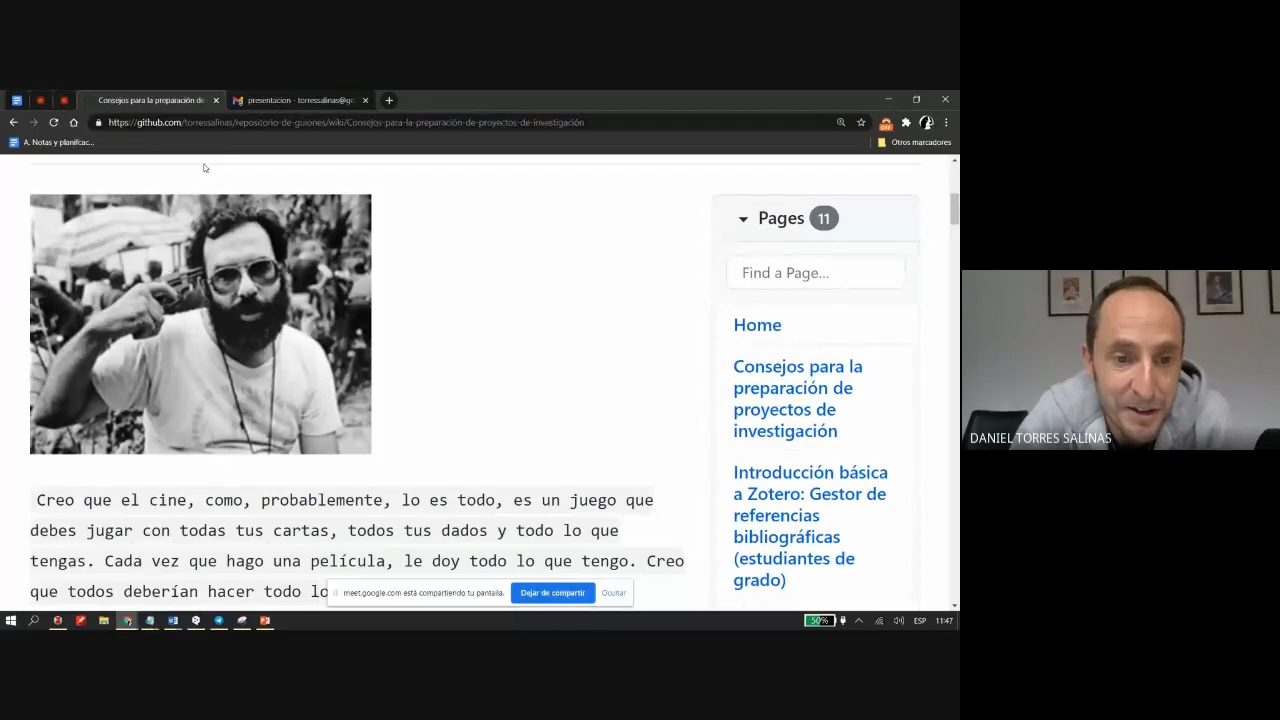 Consejos para la preparación de
presentacion - torressalinas@go
https://github.com/torressalinas/repositorio-de-guiones/wiki/Consejos-para-la-preparación-de-proyectos-de-investigación
OFF
A. Notas y planifcac...
Otros marcadores
Pages 11
Find a Page...
Home
Consejos para la
preparación de
proyectos de
investigación
Introducción básica
a Zotero: Gestor de
referencias
bibliográficas
(estudiantes de
grado)
Creo que el cine, como, probablemente, lo es todo, es un juego que
debes jugar con todas tus cartas, todos tus dados y todo lo que
tengas. Cada vez que hago una película, le doy todo lo que tengo. Creo
que todos deberían hacer todo lo
meet.google.com está compartiendo tu pantalla.
Dejar de compartir
Ocultar
50%
ESP
11:47
DANIEL TORRES SALINAS